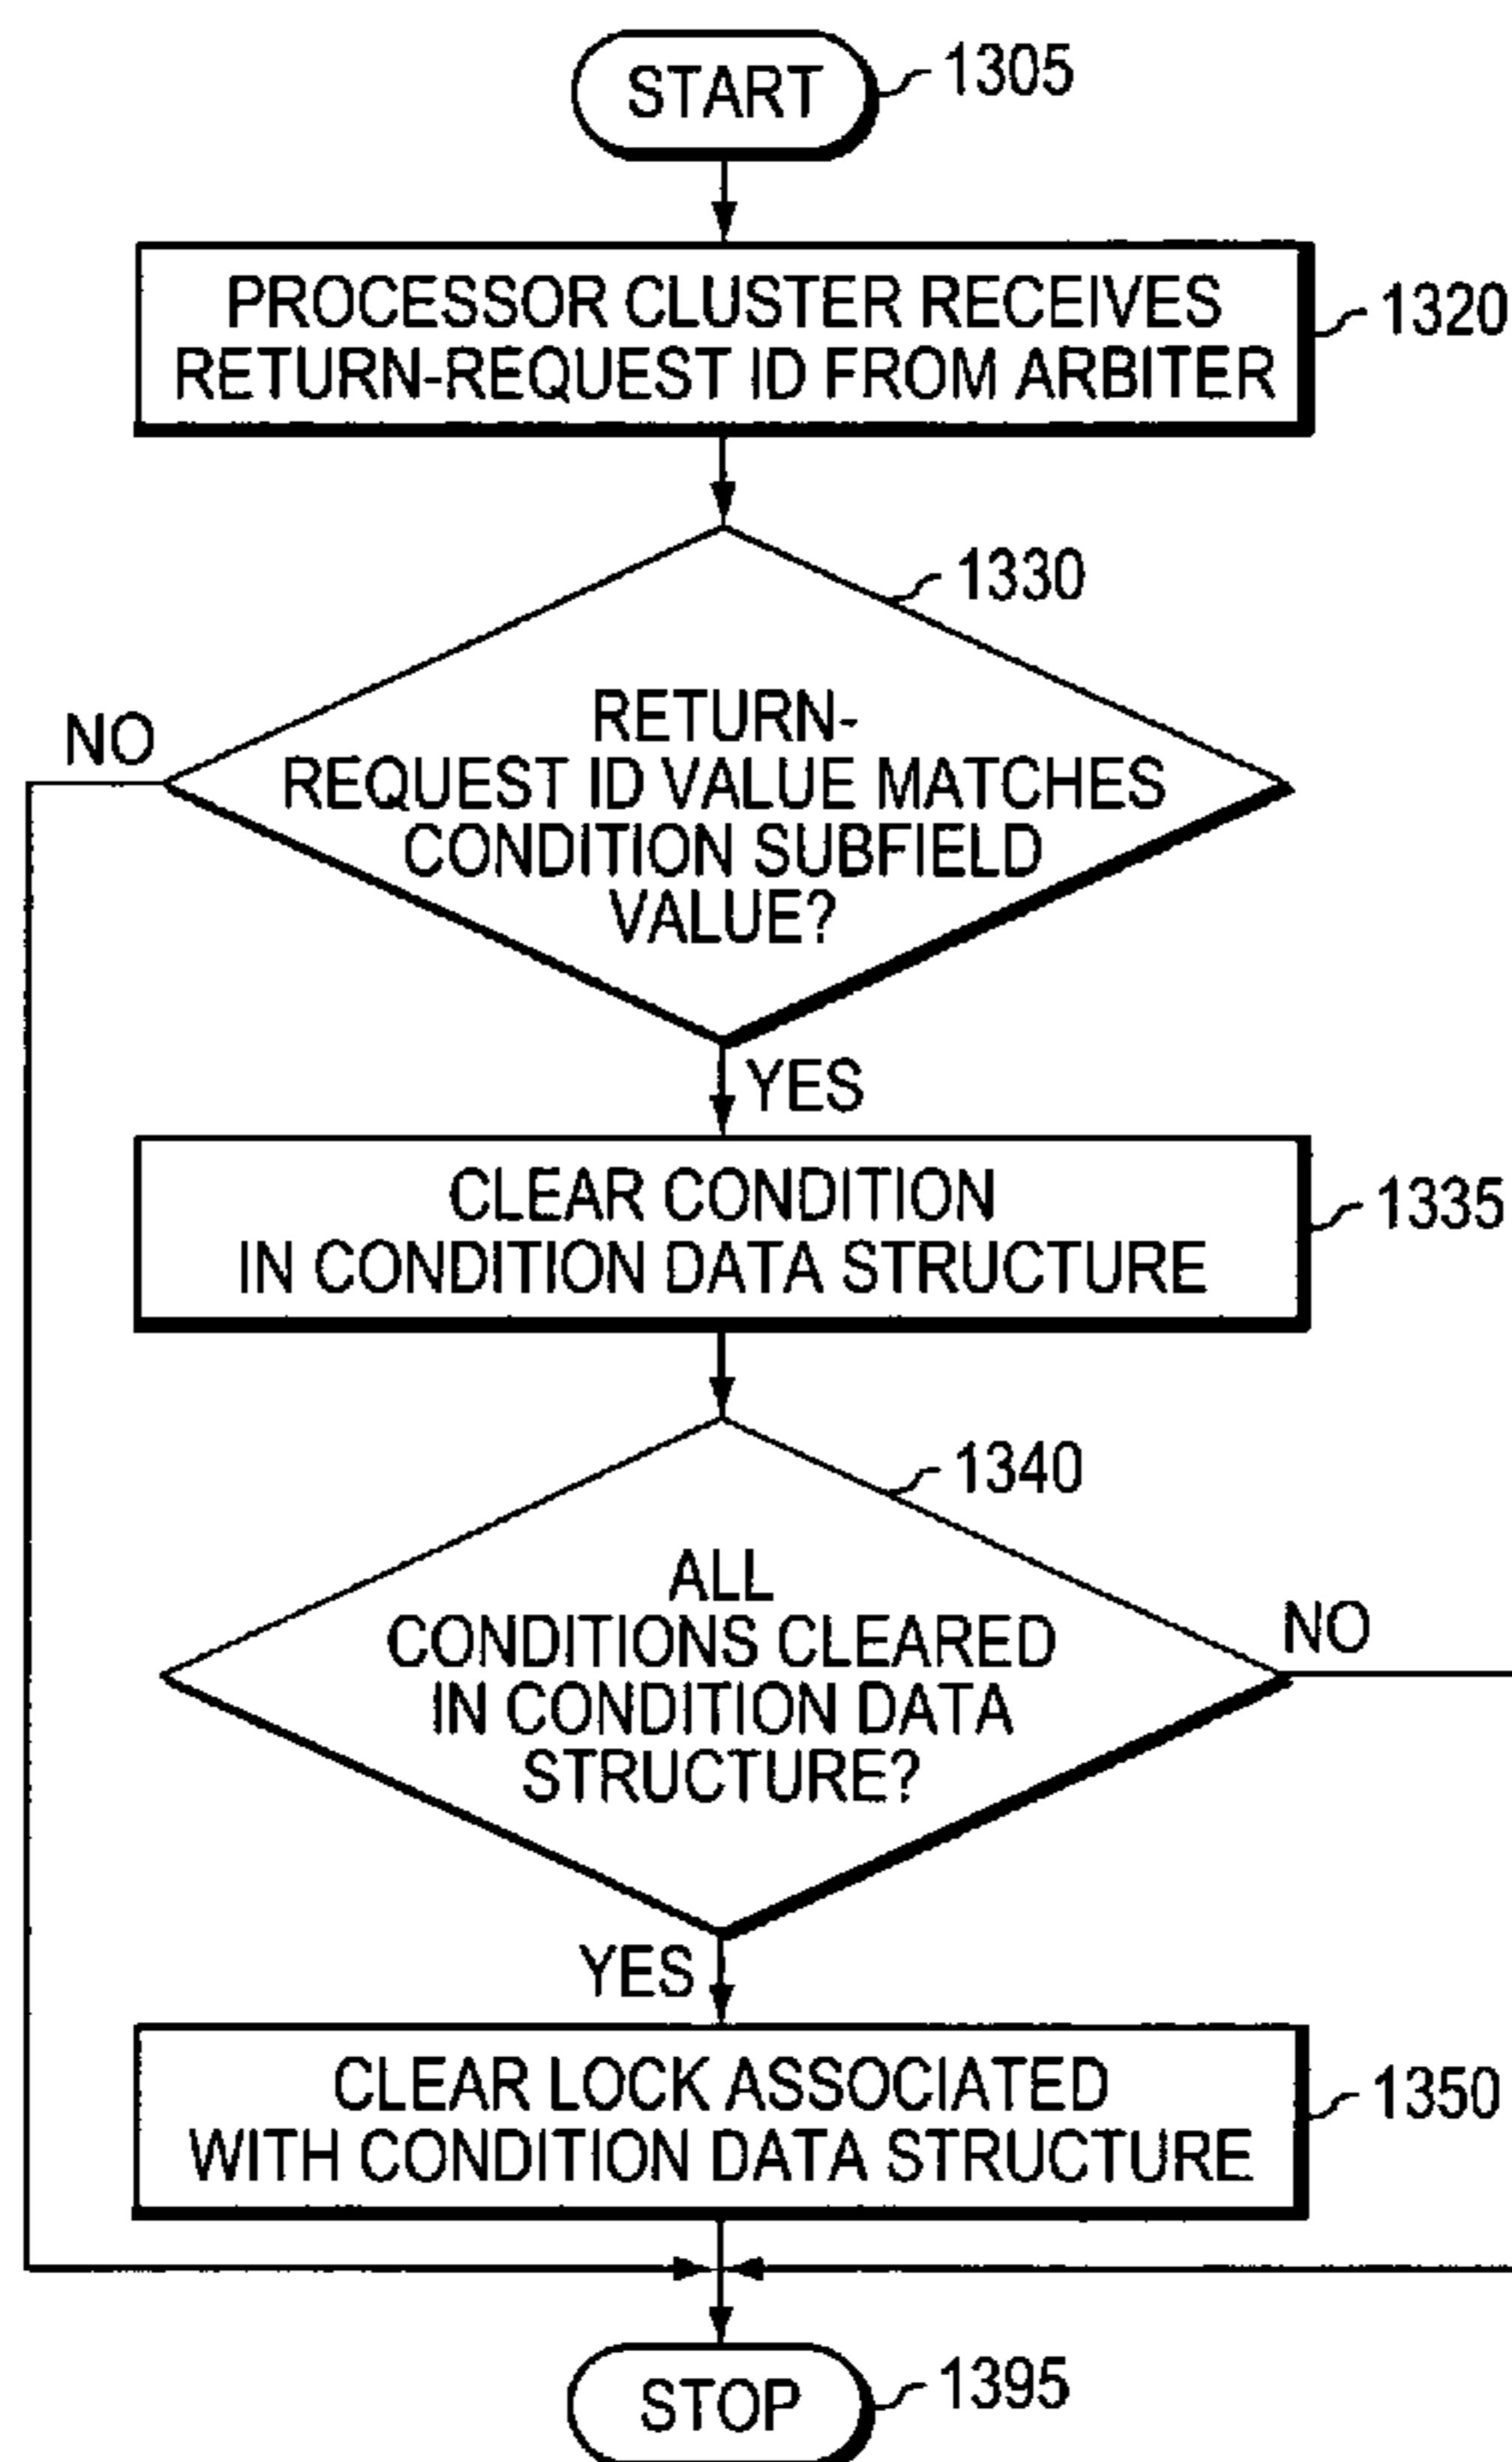 START
1305
PROCESSOR CLUSTER RECEIVES
RETURN-REQUEST ID FROM ARBITER
1320
1330
RETURN-
REQUEST ID VALUE MATCHES
CONDITION SUBFIELD
VALUE?
NO
YES
CLEAR CONDITION
IN CONDITION DATA STRUCTURE
1335
1340
ALL
CONDITIONS CLEARED
IN CONDITION DATA
STRUCTURE?
NO
YES
CLEAR LOCK ASSOCIATED
WITH CONDITION DATA STRUCTURE
1350
STOP
1395